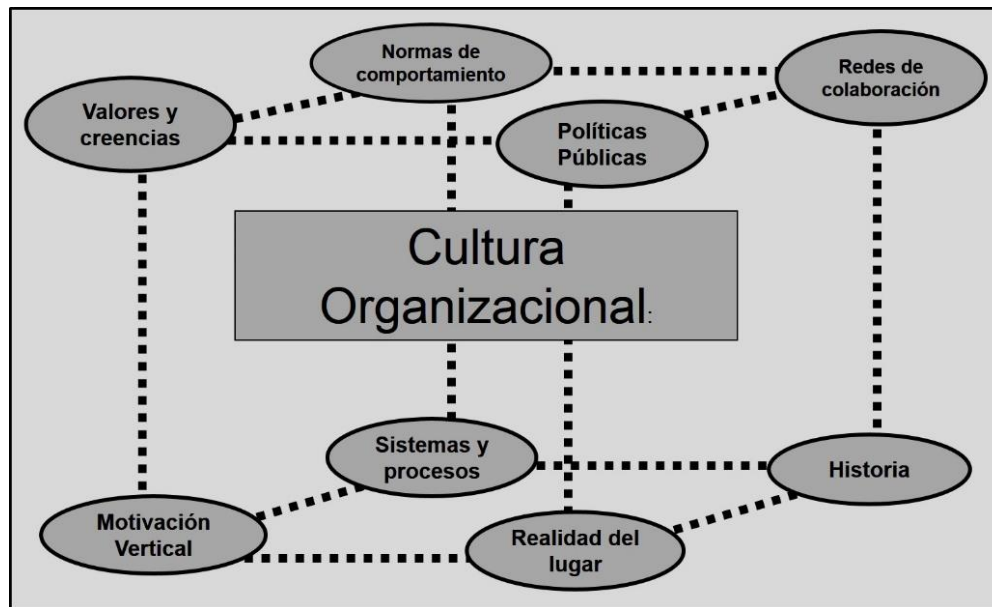 Normas de
comportamiento
Redes de
colaboración
Valores y
creencias
Políticas
Públicas
Cultura
Organizacional:
Sistemas y
procesos
Historia
Motivación
Vertical
Realidad del
lugar